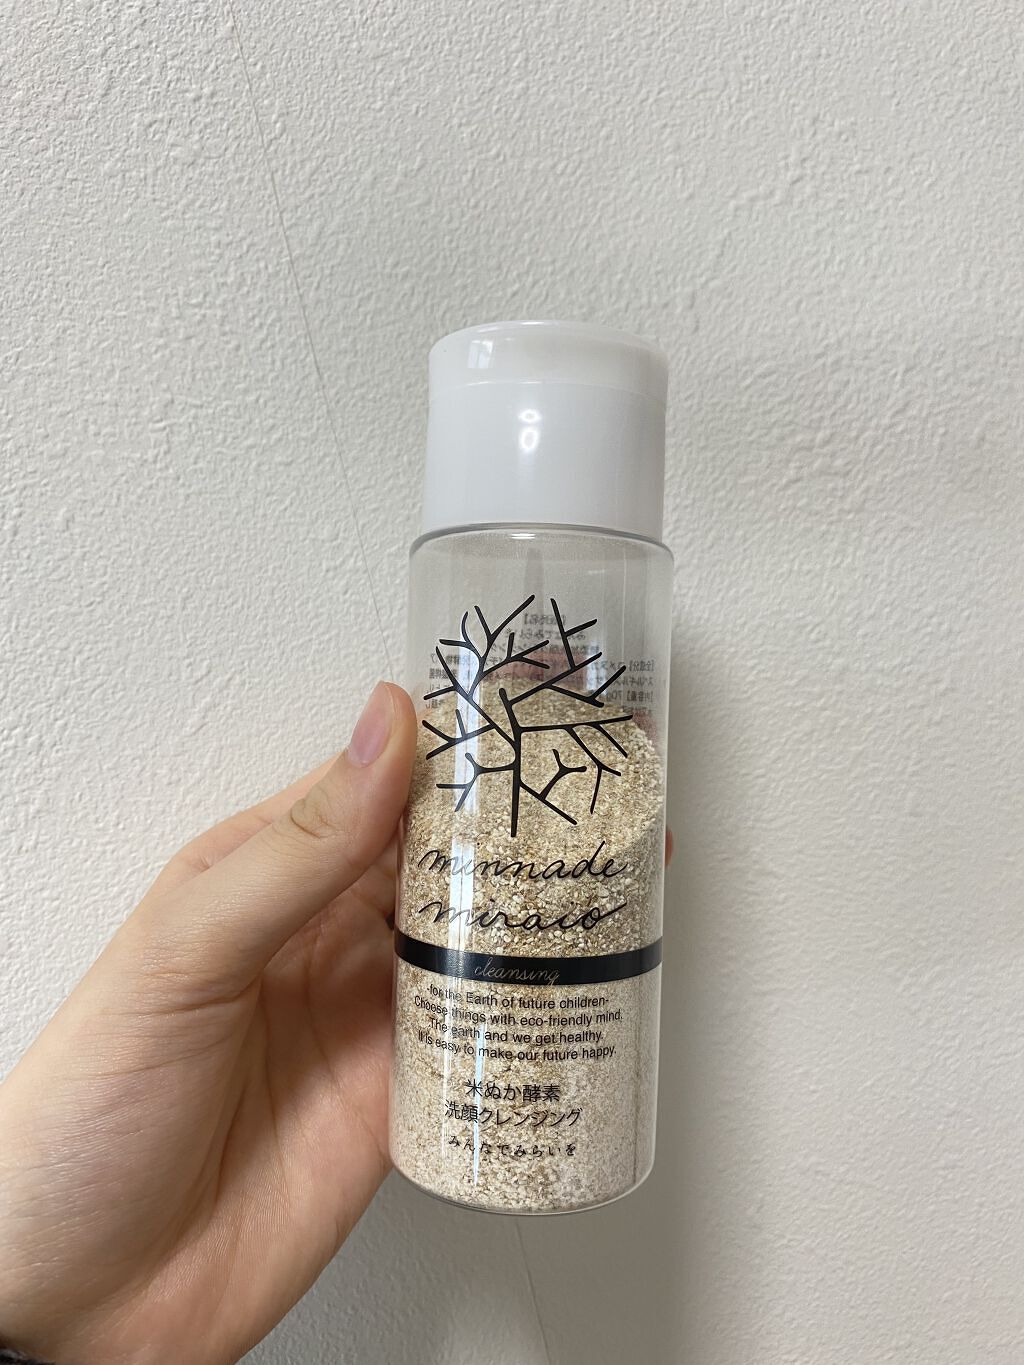 minnade
miraio
cleansing
-for the Earth of future children-
Choose things with eco-friendly mind.
The earth and we get healthy.
It is easy to make our future happy.
米ぬか酵素
洗顔クレンジング
みんなでみらいを